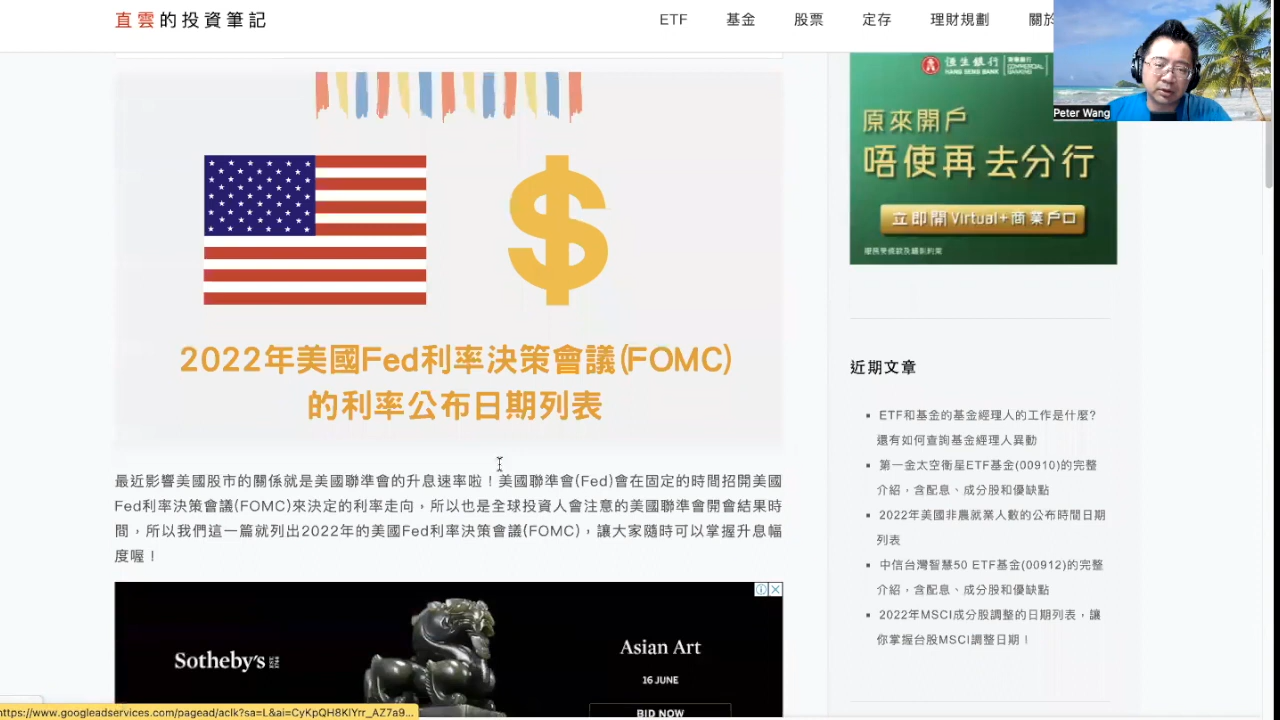 直雲的投資筆記
ETF 基金 股票 定存 理財規劃 關於
Peter Wang
恒生銀行
HANG SENG BANK
COMMERCIAL BANKING
原來開戶
唔使再去分行
立即開Virtual+商業戶口
2022年美國Fed利率決策會議(FOMC)
的利率公布日期列表
最近影響美國股市的關係就是美國聯準會的升息速率啦！美國聯準會(Fed)會在固定的時間招開美國
Fed利率決策會議(FOMC)來決定的利率走向，所以也是全球投資人會注意的美國聯準會開會結果時
間，所以我們這一篇就列出2022年的美國Fed利率決策會議(FOMC)，讓大家隨時可以掌握升息幅
度喔！
近期文章
ETF和基金的基金經理人的工作是什麼?
還有如何查詢基金經理人異動
第一金太空衛星ETF基金(00910)的完整
介紹，含配息、成分股和優缺點
2022年美國非農就業人數的公布時間日期
列表
中信台灣智慧50 ETF基金(00912)的完整
介紹，含配息、成分股和優缺點
2022年MSCI成分股調整的日期列表，讓
你掌握台股MSCI調整日期！
Sotheby's
Asian Art
16 JUNE
BID NOW
https://www.googleadservices.com/pagead/aclk?sa=L&ai=CyKpQH8KlYrr_AZ7a9...